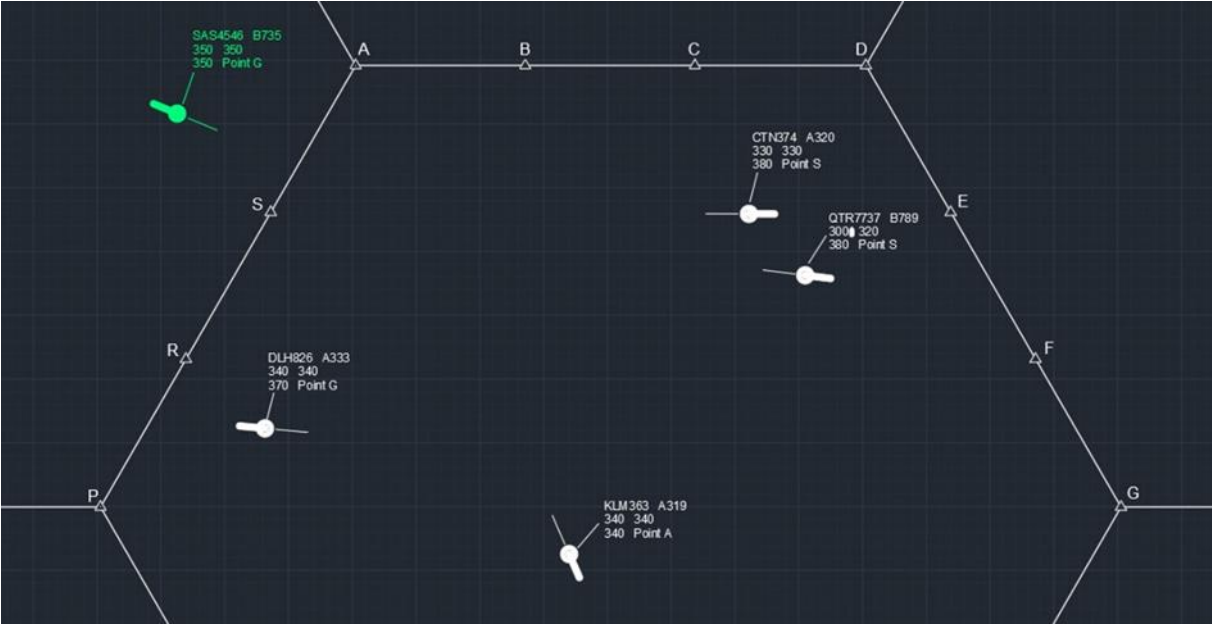 SAS4546 B735
350 350
350 Point G
A
B
C
D
CTN374 A320
330 330
380 Point S
S
E
QTR7737 B789
300 320
380 Point S
R
F
DLH826 A333
340 340
370 Point G
P
G
KLM363 A319
340 340
340 Point A